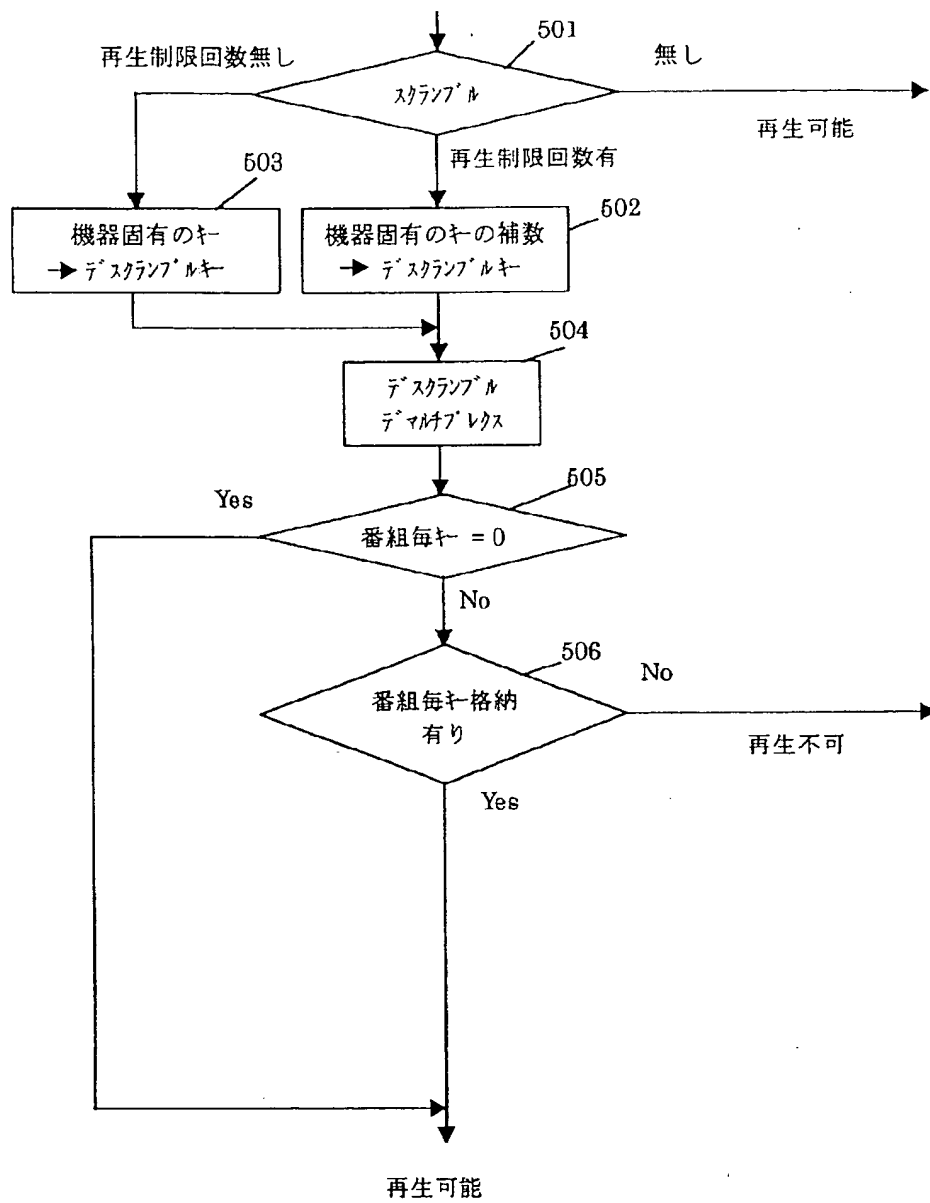 501
再生制限回数無し
無し
スクランブル
再生可能
再生制限回数有
503
502
機器固有のキー
→ デスクランブルキー
機器固有のキーの補数
→ デスクランブルキー
504
デスクランブル
デマルチプレクス
505
Yes
番組毎キー = 0
No
506
No
番組毎キー格納
有り
再生不可
Yes
再生可能